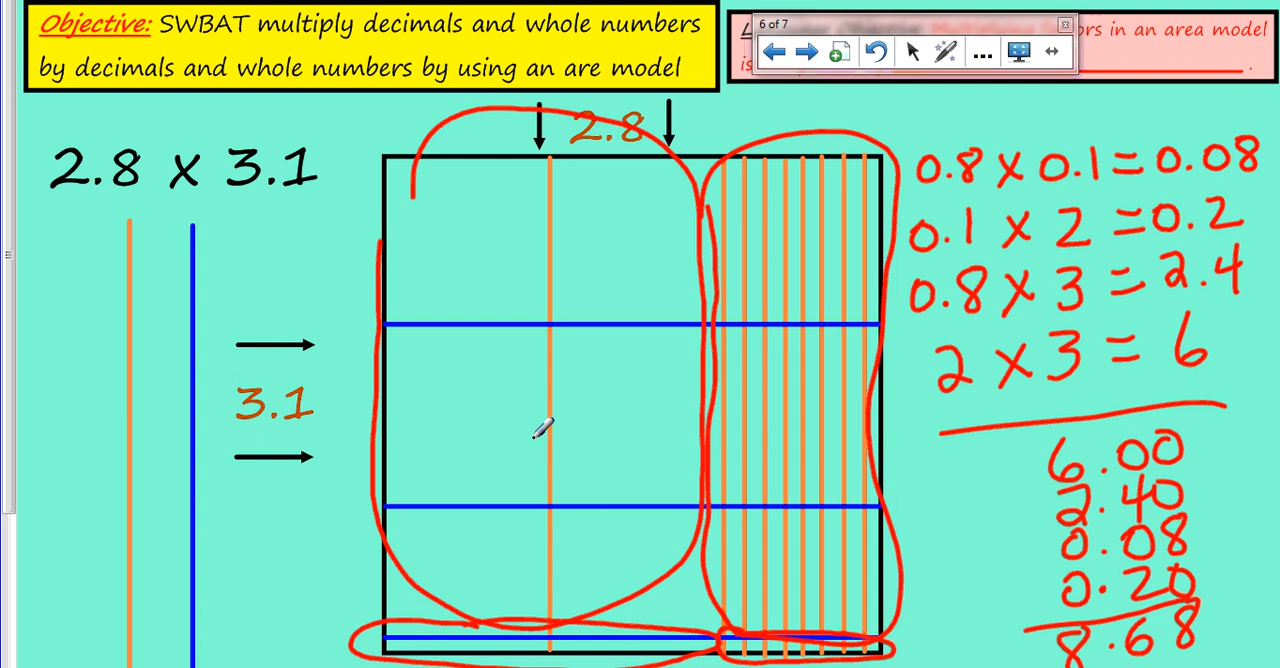 Objective: SWBAT multiply decimals and whole numbers
by decimals and whole numbers by using an are model
6 of 7
ors in an area model
is
.
2.8
2.8 x 3.1
3.1
0.8 x 0.1 = 0.08
0.1 x 2 = 0.2
0.8 x 3 = 2.4
2 x 3 = 6
6.00
2.40
0.08
0.20
8.68